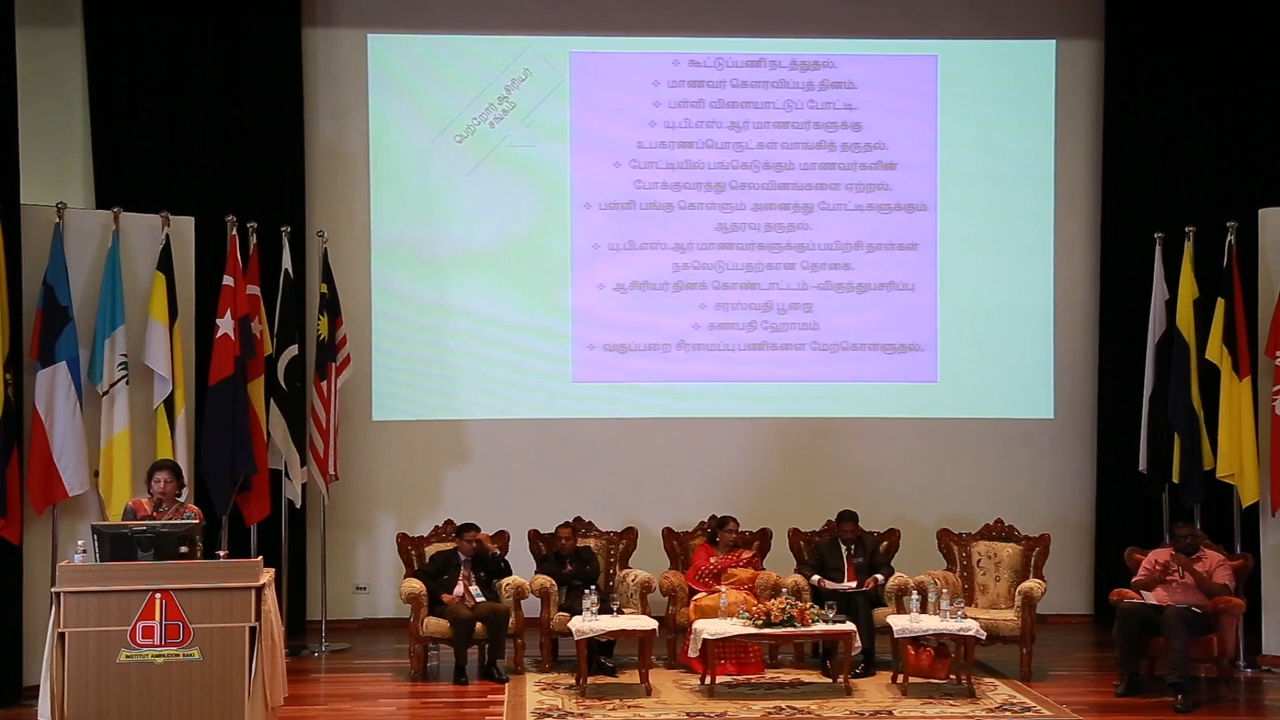 பெற்றோர் ஆசிரியர்
சங்கம்
❖ கூட்டுப்பணி நடத்துதல்.
❖ மாணவர் கௌரவிப்புத் தினம்.
❖ பள்ளி விளையாட்டுப் போட்டி.
❖ யு.பி.எஸ்.ஆர் மாணவர்களுக்கு
உபகரணப்பொருட்கள் வாங்கித் தருதல்.
❖ போட்டியில் பங்கெடுக்கும் மாணவர்களின்
போக்குவரத்து செலவினங்களை ஏற்றல்.
❖ பள்ளி பங்கு கொள்ளும் அனைத்து போட்டிகளுக்கும்
ஆதரவு தருதல்.
❖ யு.பி.எஸ்.ஆர் மாணவர்களுக்குப் பயிற்சி தாள்கள்
நகலெடுப்பதற்கான தொகை.
❖ ஆசிரியர் தினக் கொண்டாட்டம் –விருந்துபசரிப்பு
❖ சரஸ்வதி பூஜை
❖ கணபதி ஹோமம்
❖ வகுப்பறை சீரமைப்பு பணிகளை மேற்கொள்ளுதல்.
INSTITUT AMINUDDIN BAKI